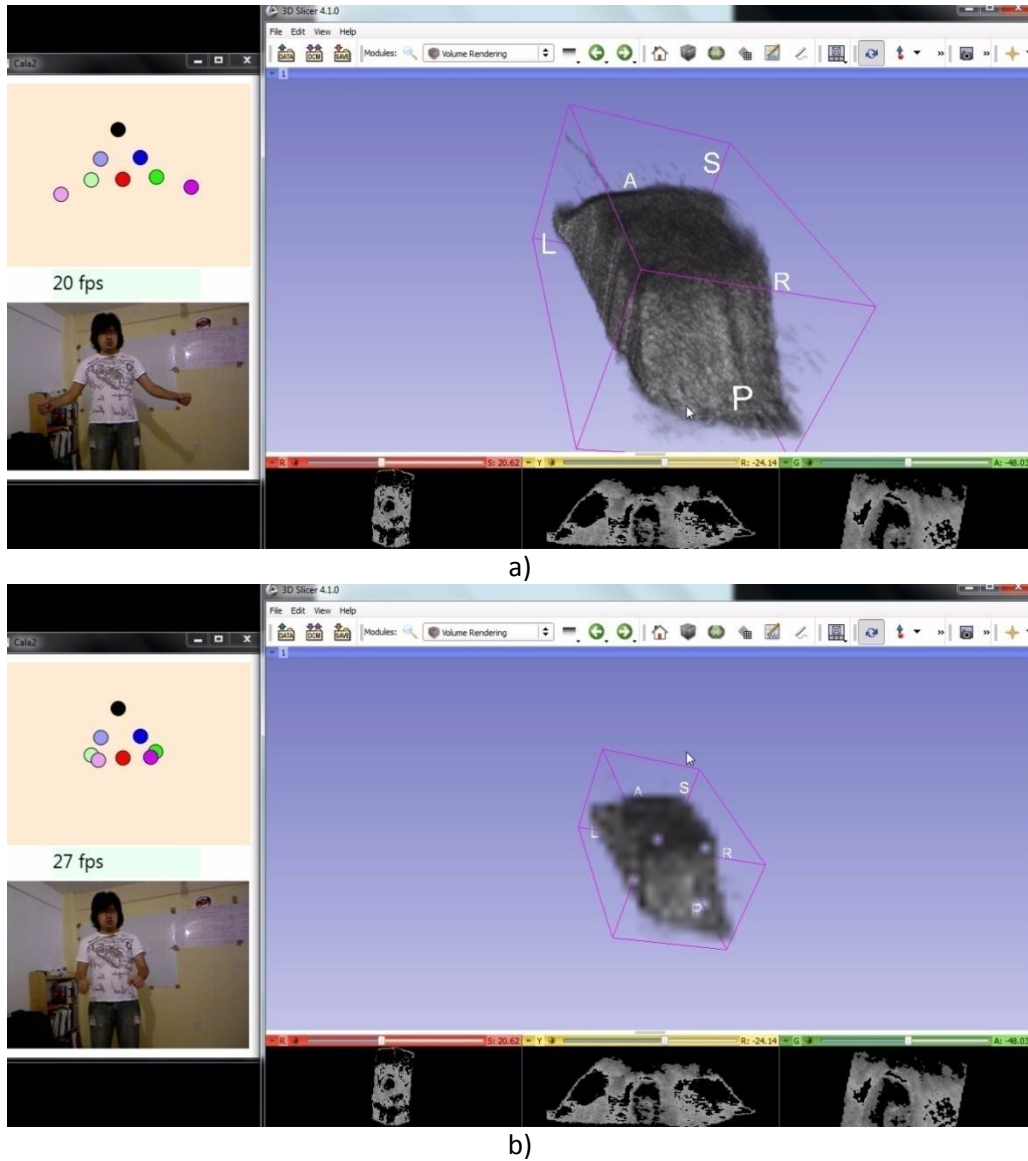 3D Slicer 4.1.0
File Edit View Help
DATA DCM SAVE Modules: Volume Rendering
Cala2
1
S
A
L
R
P
20 fps
R S: 20.62 Y R: -24.14 G A: -48.03
a)
3D Slicer 4.1.0
File Edit View Help
DATA DCM SAVE Modules: Volume Rendering
Cala2
1
A S
L
R
P
27 fps
R S: 20.62 Y R: -24.14 G A: -48.03
b)